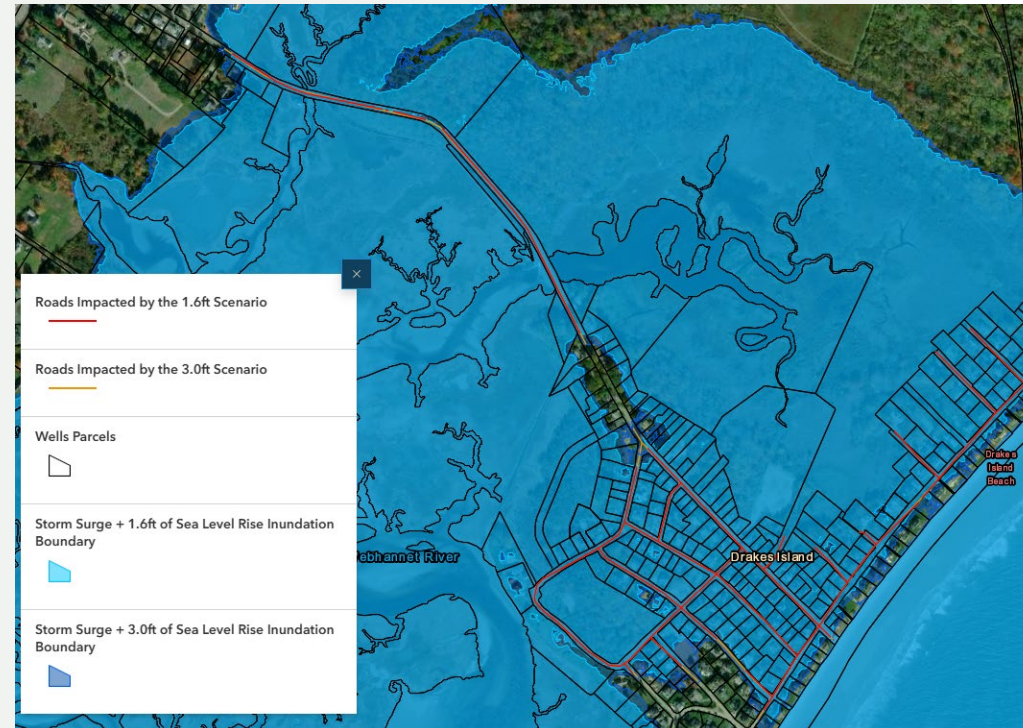 ×
Roads Impacted by the 1.6ft Scenario
Roads Impacted by the 3.0ft Scenario
Wells Parcels
Storm Surge + 1.6ft of Sea Level Rise Inundation
Boundary
Storm Surge + 3.0ft of Sea Level Rise Inundation
Boundary
ebhannet River
Drakes Island
Drakes
Island
Beach